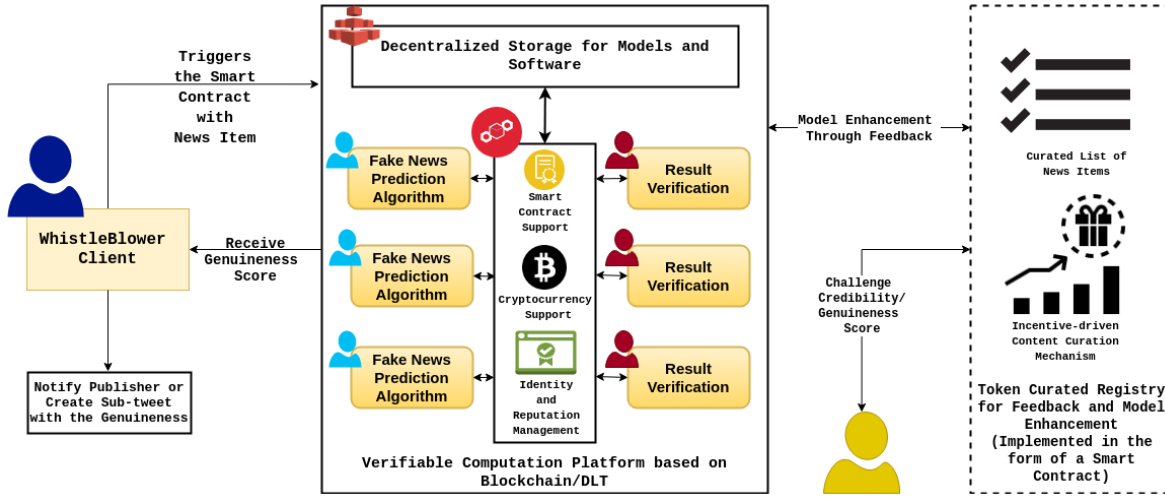 Triggers
the Smart
Contract
with
News Item
WhistleBlower
Client
Receive
Genuineness
Score
Notify Publisher or
Create Sub-tweet
with the Genuineness
Decentralized Storage for Models and
Software
Fake News
Prediction
Algorithm
Fake News
Prediction
Algorithm
Fake News
Prediction
Algorithm
Smart
Contract
Support
Cryptocurrency
Support
Identity
and
Reputation
Management
Result
Verification
Result
Verification
Result
Verification
Verifiable Computation Platform based on
Blockchain/DLT
Model Enhancement
Through Feedback
Challenge
Credibility/
Genuineness
Score
Curated List of
News Items
Incentive-driven
Content Curation
Mechanism
Token Curated Registry
for Feedback and Model
Enhancement
(Implemented in the
form of a Smart
Contract)